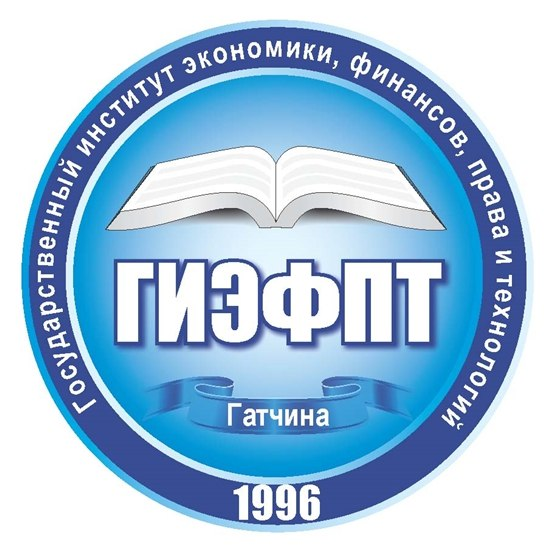 Государственный институт экономики, финансов, права и технологий
ГИЭФПТ
Гатчина
1996